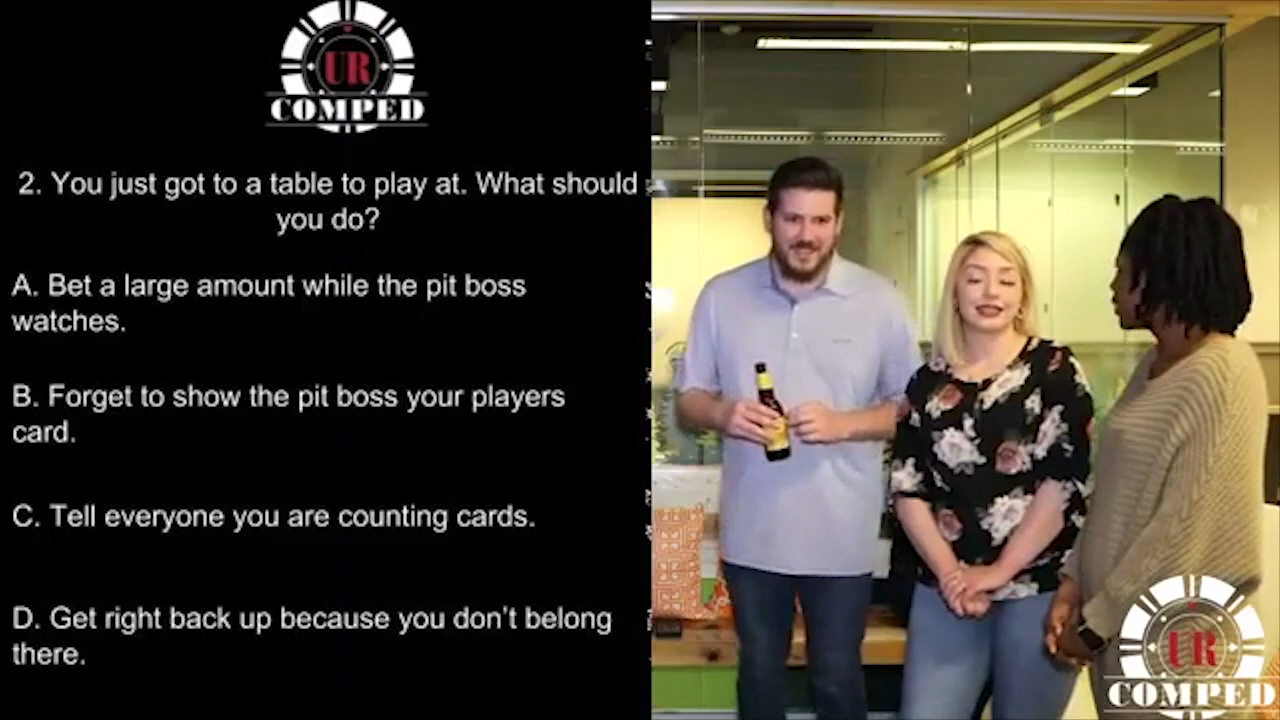 UR
COMPED
2. You just got to a table to play at. What should
you do?
A. Bet a large amount while the pit boss
watches.
B. Forget to show the pit boss your players
card.
C. Tell everyone you are counting cards.
D. Get right back up because you don’t belong
there.
UR
COMPED